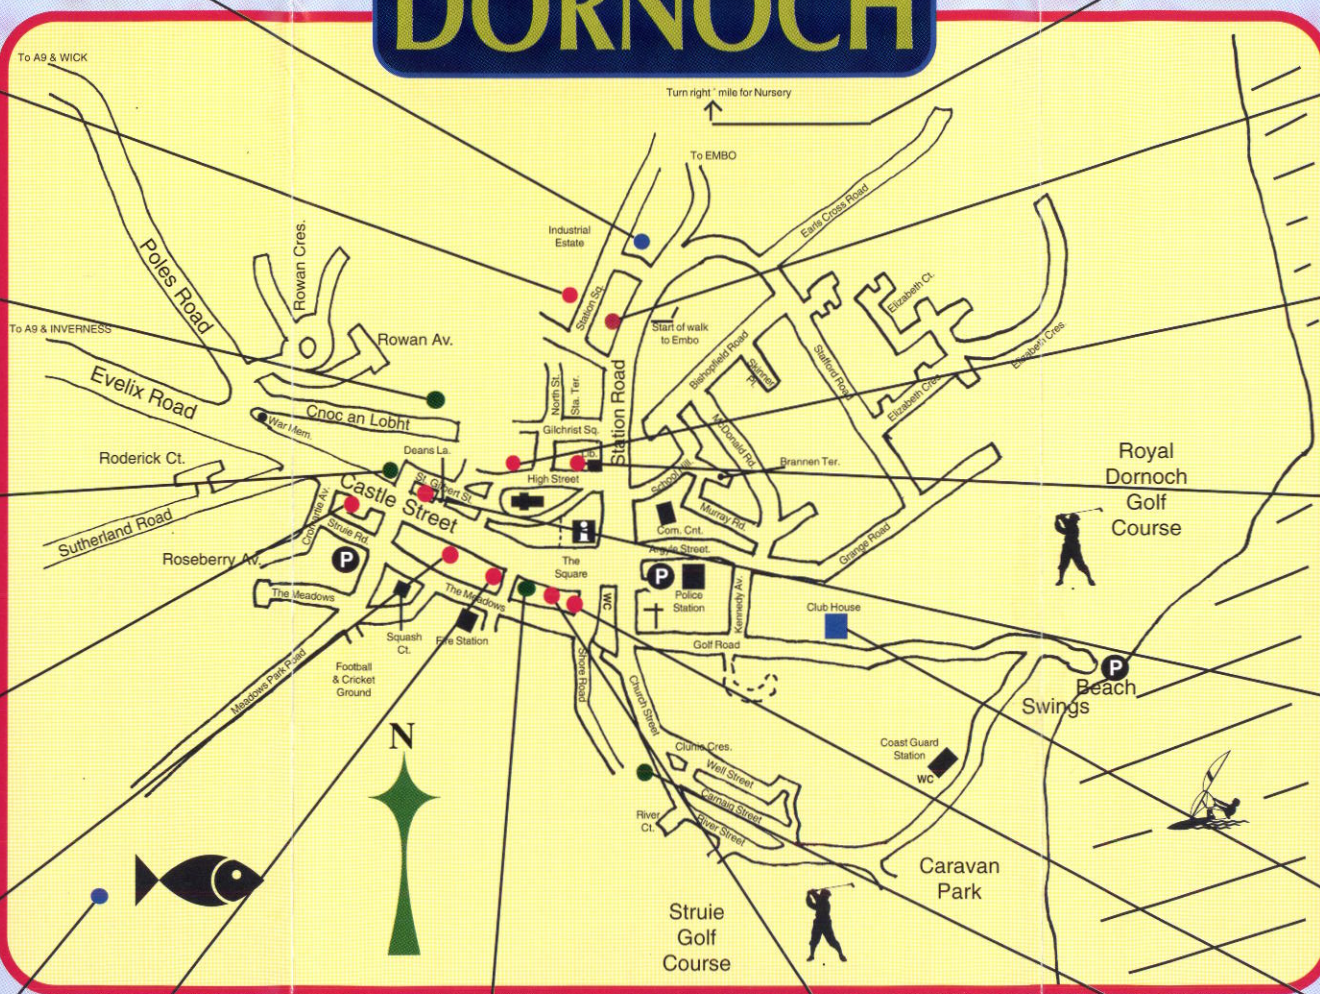 DORNOCH
To A9 & WICK
Turn right ' mile for Nursery
To EMBO
Earls Cross Road
Industrial
Estate
Poles Road
Rowan Cres.
Station Sq.
Elizabeth Ct.
To A9 & INVERNESS
Rowan Av.
Start of walk
to Embo
Elizabeth Cres.
Bishopfield Road
Stafford Road
Skinner
Pl.
Evelix Road
North St.
Sta. Ter.
Station Road
Elizabeth Cres.
Cnoc an Lobht
War Mem.
Gilchrist Sq.
McDonald Rd.
Deans La.
Lib.
Roderick Ct.
Brannen Ter.
Royal
Dornoch
Golf
Course
St. Gilbert St.
High Street
School Hill
Castle Street
Cromartie Av.
Sutherland Road
Struie Rd.
Murray Rd.
Com. Cnt.
Grange Road
Argyle Street.
Roseberry Av.
P
i
The
Square
P
Police
Station
Kennedy Av.
The Meadows
The Meadows
WC
Club House
Squash
Ct.
Fire Station
Golf Road
Football
& Cricket
Ground
Meadows Park Road
Shore Road
P
Beach
Swings
Church Street
N
Clunie Cres.
Well Street
Coast Guard
Station
WC
Carnaig Street
River
Ct.
River Street
Caravan
Park
Struie
Golf
Course